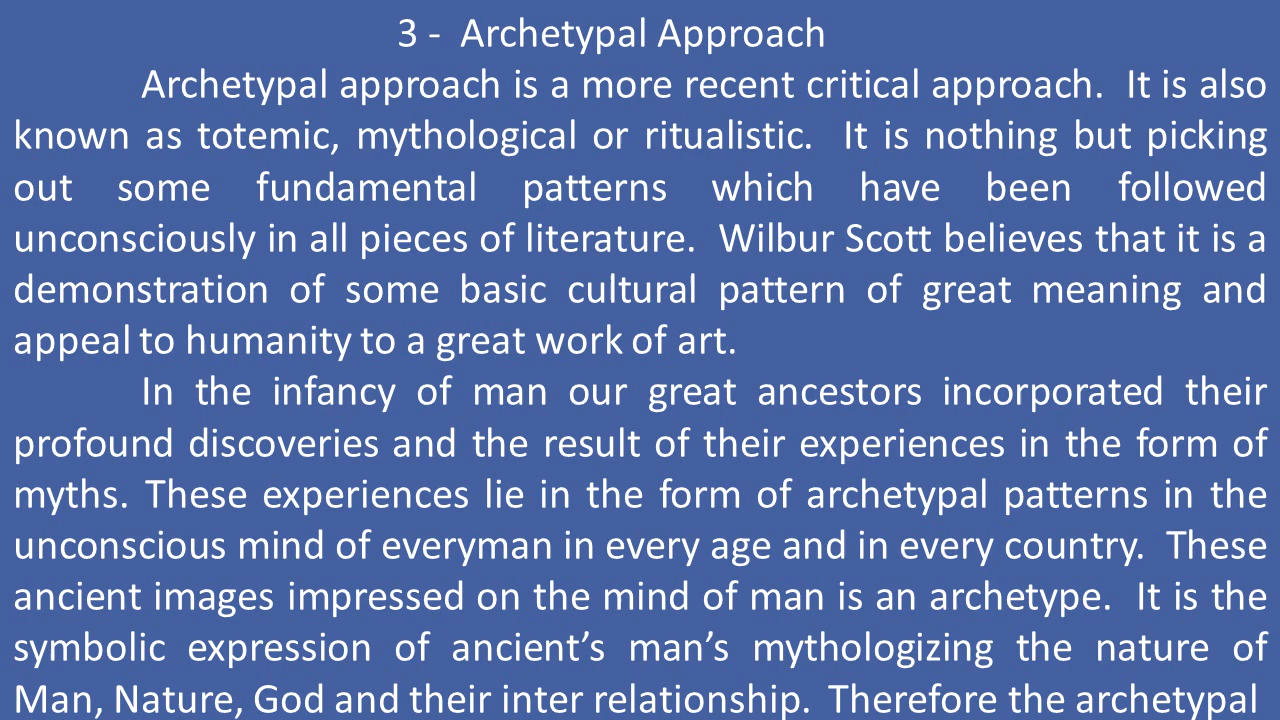 3 - Archetypal Approach
Archetypal approach is a more recent critical approach. It is also
known as totemic, mythological or ritualistic. It is nothing but picking
out some fundamental patterns which have been followed
unconsciously in all pieces of literature. Wilbur Scott believes that it is a
demonstration of some basic cultural pattern of great meaning and
appeal to humanity to a great work of art.
In the infancy of man our great ancestors incorporated their
profound discoveries and the result of their experiences in the form of
myths. These experiences lie in the form of archetypal patterns in the
unconscious mind of everyman in every age and in every country. These
ancient images impressed on the mind of man is an archetype. It is the
symbolic expression of ancient’s man’s mythologizing the nature of
Man, Nature, God and their inter relationship. Therefore the archetypal